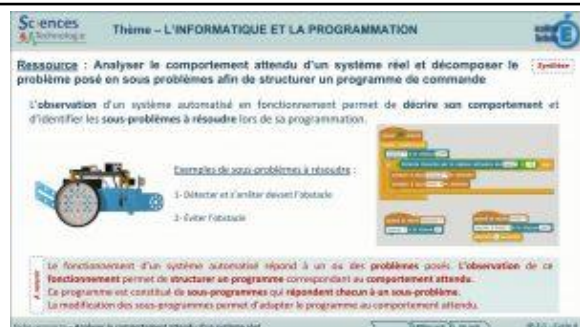 Sciences
& Technologie
Thème – L'INFORMATIQUE ET LA PROGRAMMATION
Ressource : Analyser le comportement attendu d'un système réel et décomposer le
problème posé en sous problèmes afin de structurer un programme de commande
Synthèse
L'observation d'un système automatisé en fonctionnement permet de décrire son comportement et
d'identifier les sous-problèmes à résoudre lors de sa programmation.
Exemples de sous-problèmes à résoudre :
1- Détecter et s'arrêter devant l'obstacle
2- Éviter l'obstacle
Le fonctionnement d'un système automatisé répond à un ou des problèmes posés. L'observation de ce
fonctionnement permet de structurer un programme correspondant au comportement attendu.
Ce programme est constitué de sous-programmes qui répondent chacun à un sous-problème.
La modification des sous-programmes permet d'adapter le programme au comportement attendu.